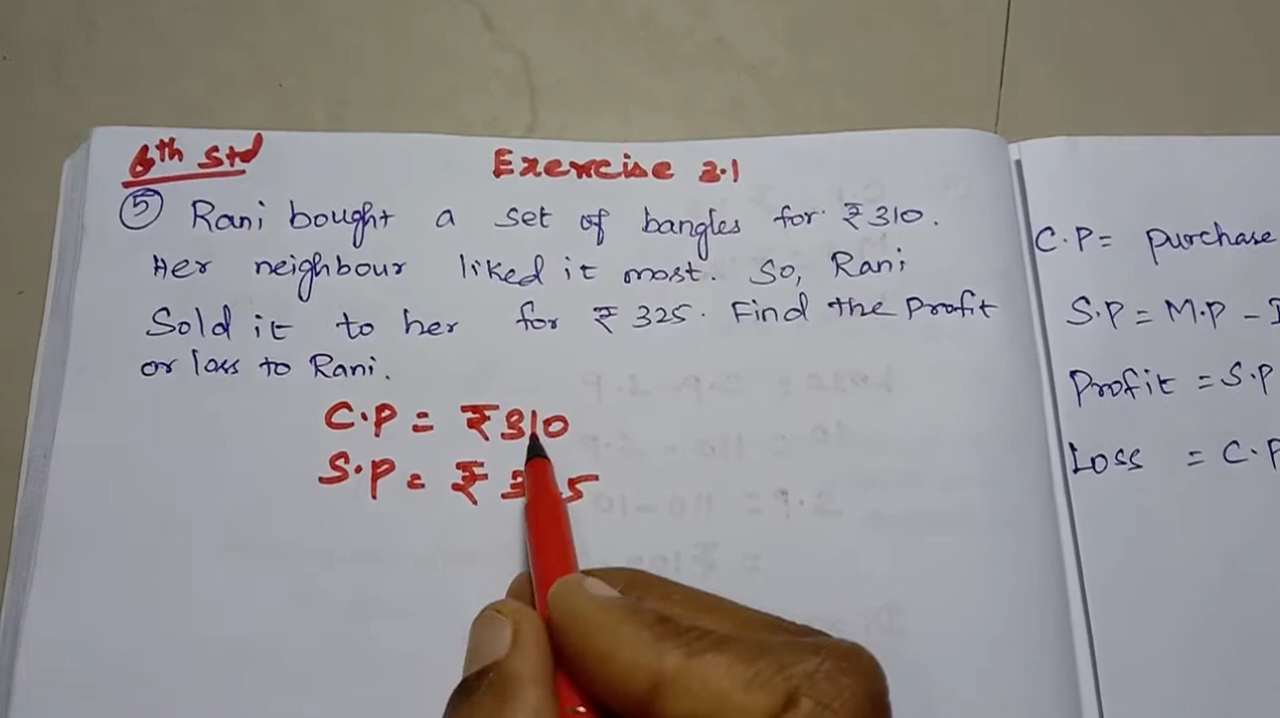 6th Std
Exercise 2.1
⑤ Rani bought a set of bangles for ₹310.
Her neighbour liked it most. So, Rani
Sold it to her for ₹ 325. Find the Profit
or loss to Rani.
C.P = ₹310
S.P = ₹
C.P = purchase
S.P = M.P -
Profit = S.P
Loss = C.P